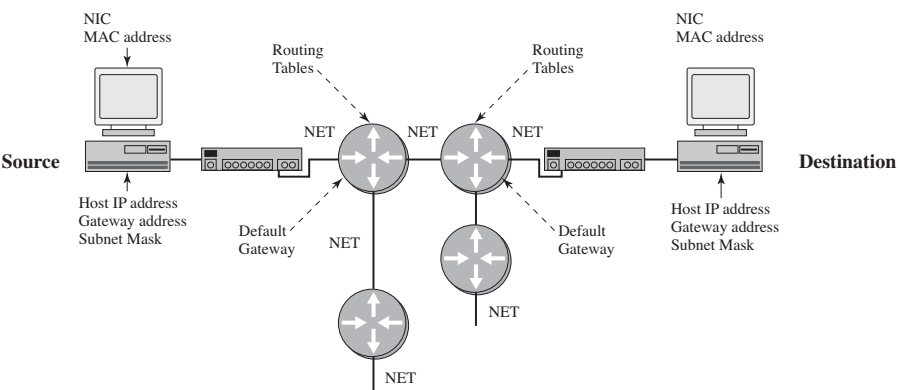 NIC
MAC address
Routing
Tables
Routing
Tables
NIC
MAC address
NET
NET
NET
Source
Destination
Host IP address
Gateway address
Subnet Mask
Default
Gateway
NET
Default
Gateway
Host IP address
Gateway address
Subnet Mask
NET
NET